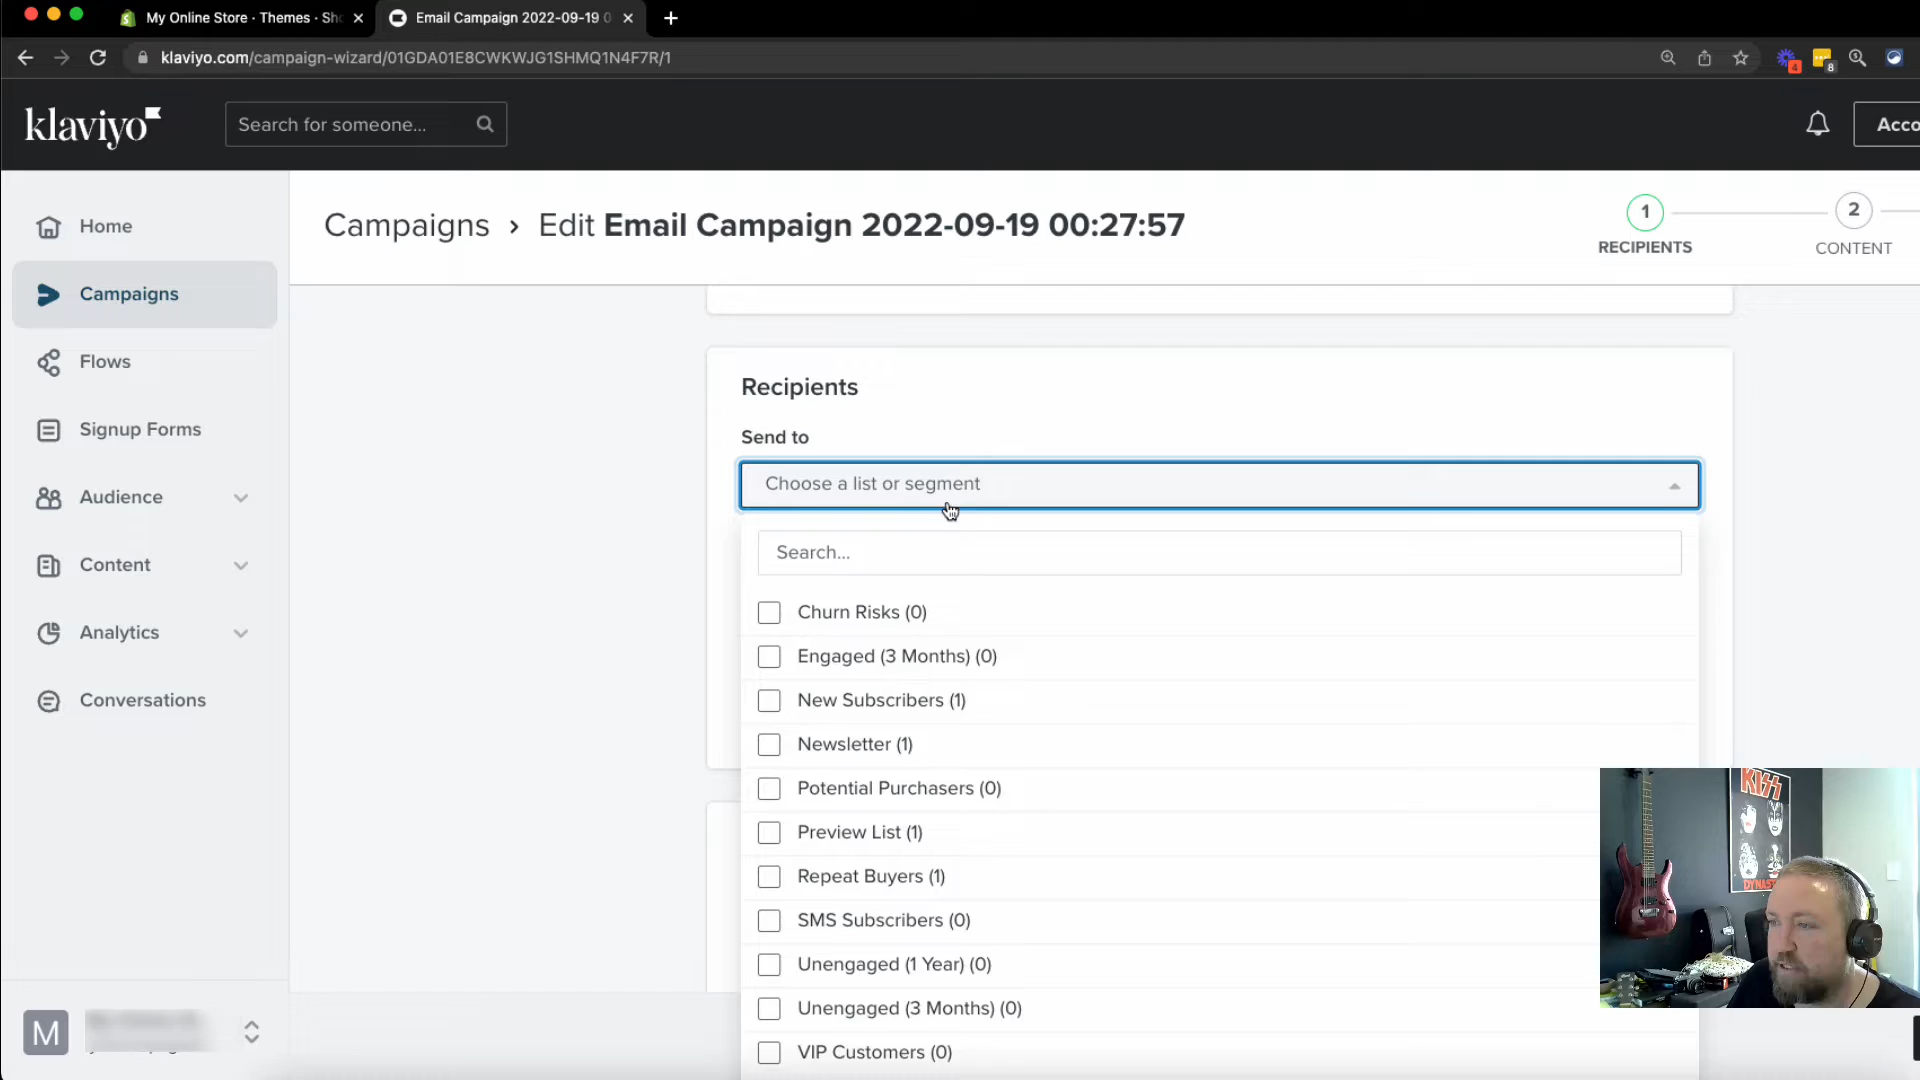 My Online Store · Themes · Sh
Email Campaign 2022-09-19 0
klaviyo.com/campaign-wizard/01GDA01E8CWKWJG1SHMQ1N4F7R/1
4
8
klaviyo
Search for someone...
Acco
Campaigns › Edit Email Campaign 2022-09-19 00:27:57
1
RECIPIENTS
2
CONTENT
Home
Campaigns
Flows
Signup Forms
Audience
Content
Analytics
Conversations
M
Recipients
Send to
Choose a list or segment
Search...
Churn Risks (0)
Engaged (3 Months) (0)
New Subscribers (1)
Newsletter (1)
Potential Purchasers (0)
Preview List (1)
Repeat Buyers (1)
SMS Subscribers (0)
Unengaged (1 Year) (0)
Unengaged (3 Months) (0)
VIP Customers (0)
KISS
DYNAST